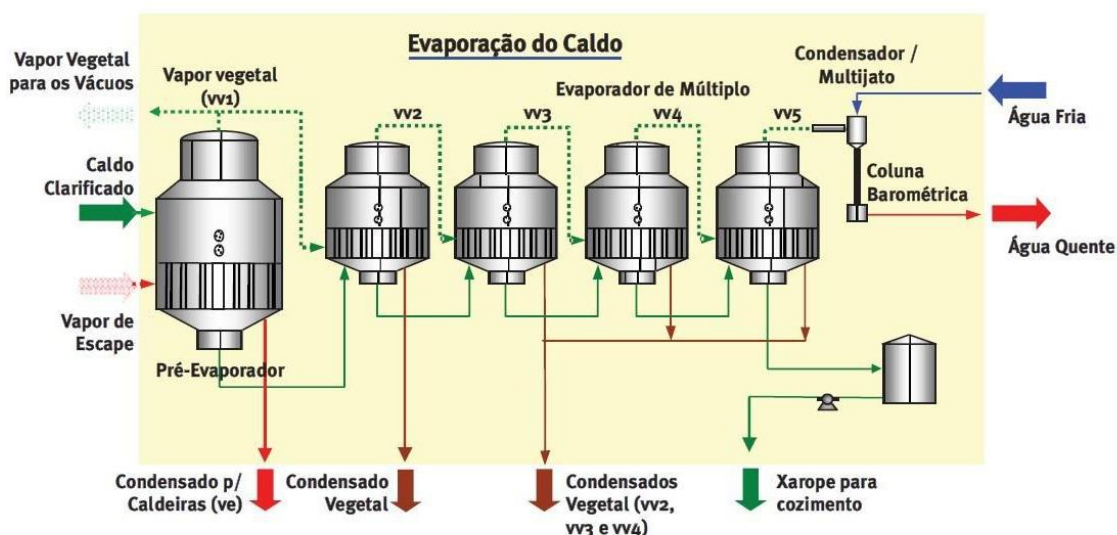 Evaporação do Caldo
Vapor Vegetal
para os Vácuos
Vapor vegetal
(vv1)
Evaporador de Múltiplo
vv2
vv3
vv4
vv5
Condensador /
Multijato
Água Fria
Caldo
Clarificado
Coluna
Barométrica
Água Quente
Vapor de
Escape
Pré-Evaporador
Condensado p/
Caldeiras (ve)
Condensado
Vegetal
Condensados
Vegetal (vv2,
vv3 e vv4)
Xarope para
cozimento